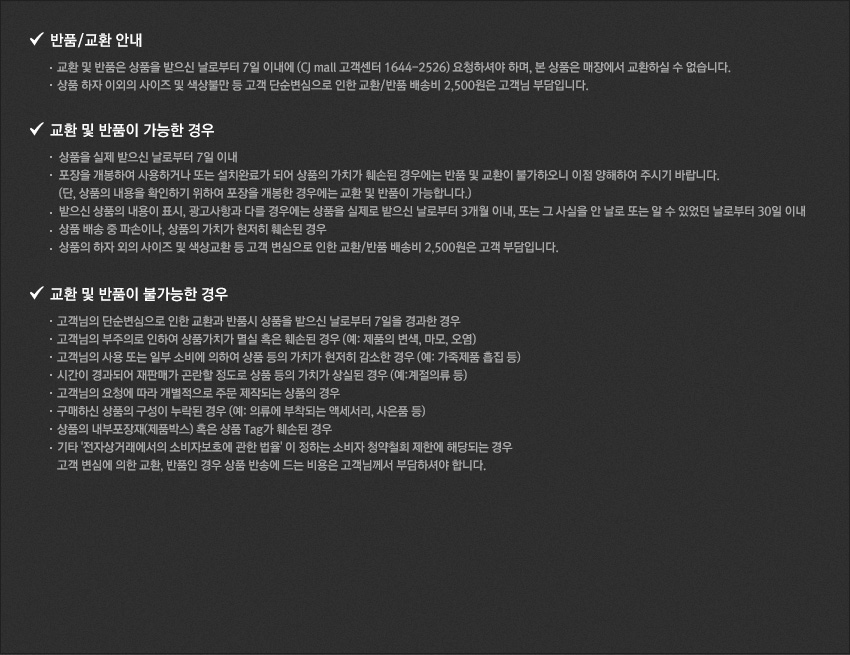 반품/교환 안내
· 교환 및 반품은 상품을 받으신 날로부터 7일 이내에 (CJ mall 고객센터 1644-2526) 요청하셔야 하며, 본 상품은 매장에서 교환하실 수 없습니다.
· 상품 하자 이외의 사이즈 및 색상불만 등 고객 단순변심으로 인한 교환/반품 배송비 2,500원은 고객님 부담입니다.
교환 및 반품이 가능한 경우
· 상품을 실제 받으신 날로부터 7일 이내
· 포장을 개봉하여 사용하거나 또는 설치완료가 되어 상품의 가치가 훼손된 경우에는 반품 및 교환이 불가하오니 이점 양해하여 주시기 바랍니다.
(단, 상품의 내용을 확인하기 위하여 포장을 개봉한 경우에는 교환 및 반품이 가능합니다.)
· 받으신 상품의 내용이 표시, 광고사항과 다를 경우에는 상품을 실제로 받으신 날로부터 3개월 이내, 또는 그 사실을 안 날로 또는 알 수 있었던 날로부터 30일 이내
· 상품 배송 중 파손이나, 상품의 가치가 현저히 훼손된 경우
· 상품의 하자 외의 사이즈 및 색상교환 등 고객 변심으로 인한 교환/반품 배송비 2,500원은 고객 부담입니다.
교환 및 반품이 불가능한 경우
· 고객님의 단순변심으로 인한 교환과 반품시 상품을 받으신 날로부터 7일을 경과한 경우
· 고객님의 부주의로 인하여 상품가치가 멸실 혹은 훼손된 경우 (예: 제품의 변색, 마모, 오염)
· 고객님의 사용 또는 일부 소비에 의하여 상품 등의 가치가 현저히 감소한 경우 (예: 가죽제품 흠집 등)
· 시간이 경과되어 재판매가 곤란할 정도로 상품 등의 가치가 상실된 경우 (예:계절의류 등)
· 고객님의 요청에 따라 개별적으로 주문 제작되는 상품의 경우
· 구매하신 상품의 구성이 누락된 경우 (예: 의류에 부착되는 액세서리, 사은품 등)
· 상품의 내부포장재(제품박스) 혹은 상품 Tag가 훼손된 경우
· 기타 '전자상거래에서의 소비자보호에 관한 법율' 이 정하는 소비자 청약철회 제한에 해당되는 경우
고객 변심에 의한 교환, 반품인 경우 상품 반송에 드는 비용은 고객님께서 부담하셔야 합니다.